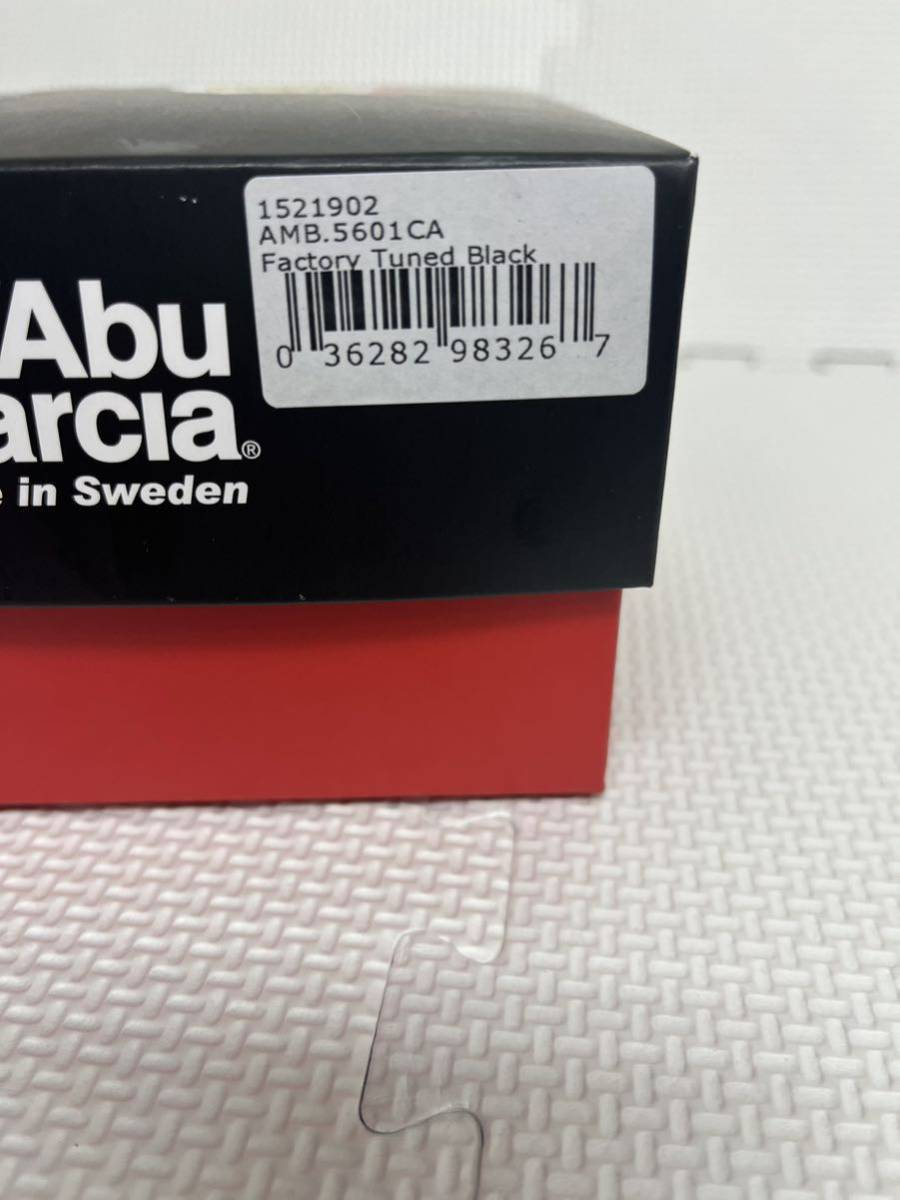 1521902
AMB.5601CA
Factory Tuned Black
0 36282 98326 7
Abu
arcia®
e in Sweden